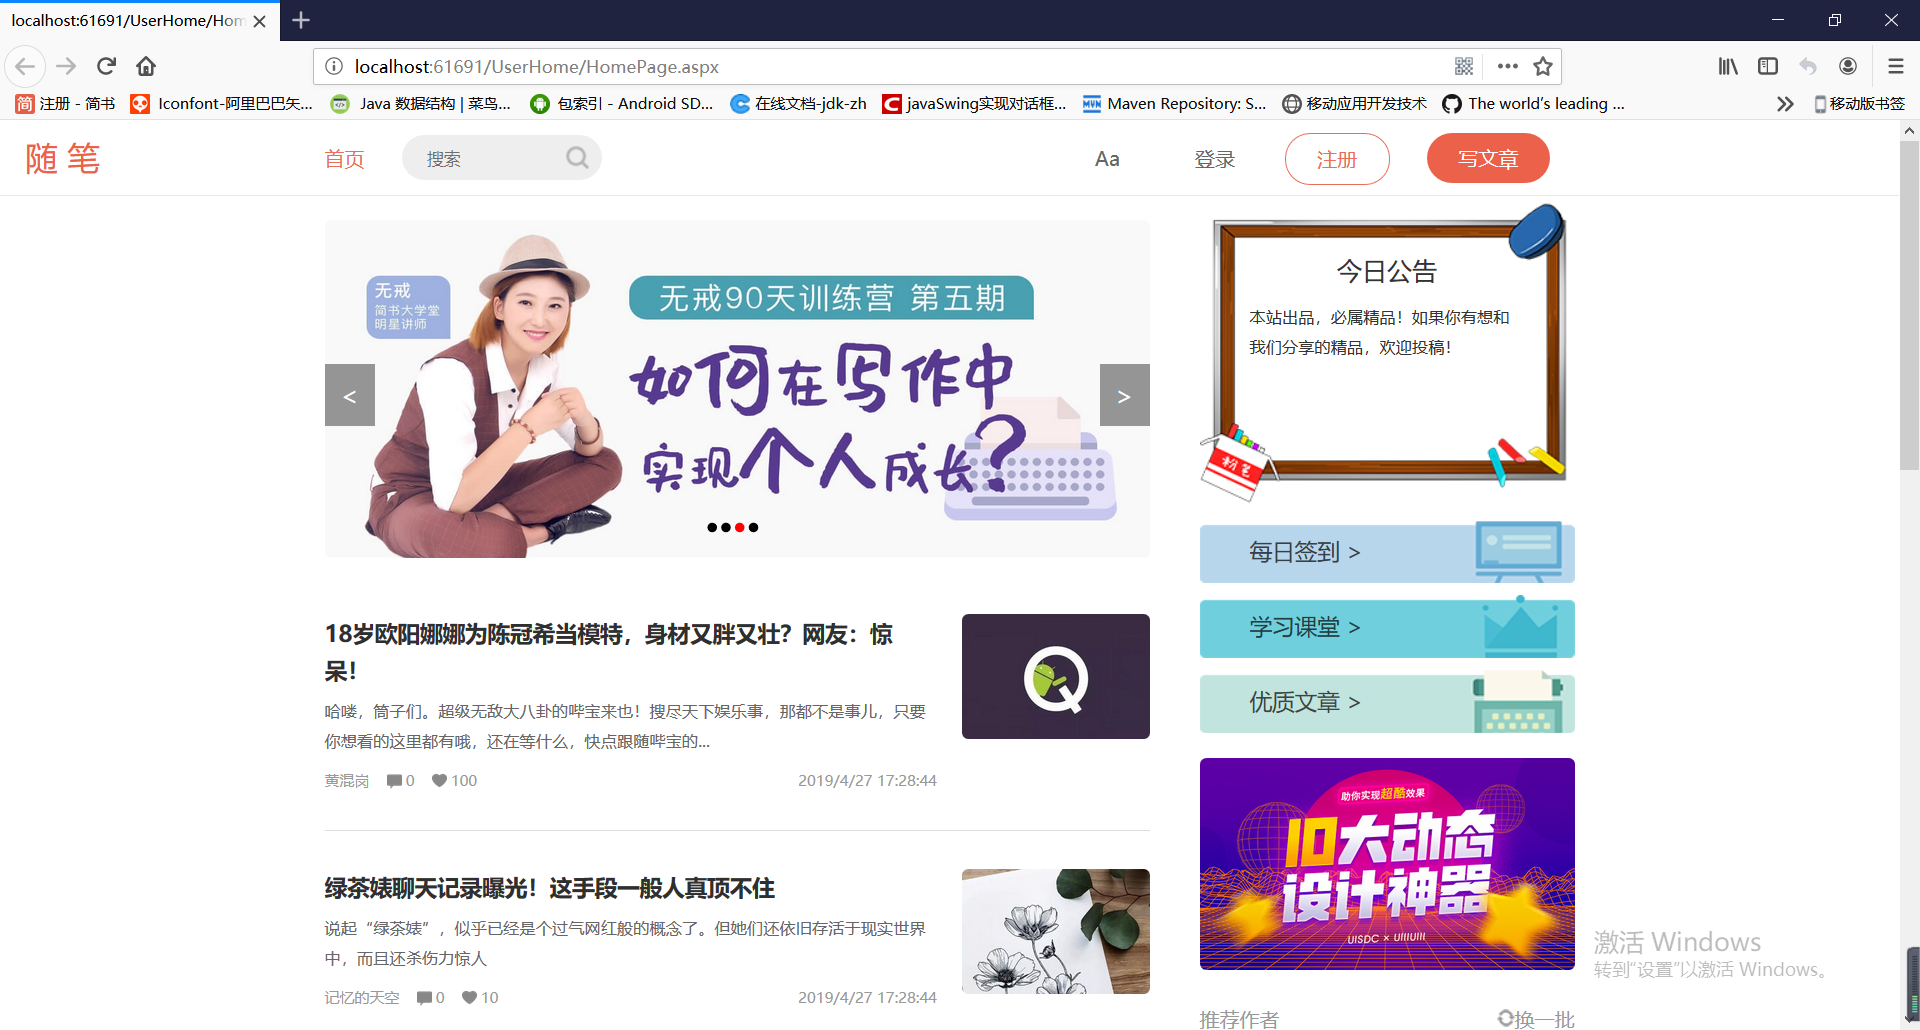 localhost:61691/UserHome/Hom
localhost:61691/UserHome/HomePage.aspx
简 注册 - 简书
Iconfont-阿里巴巴矢...
Java 数据结构 | 菜鸟...
包索引 - Android SD...
在线文档-jdk-zh
javaSwing实现对话框...
MVN Maven Repository: S...
移动应用开发技术
The world's leading ...
移动版书签
随 笔
首页
搜索
Aa
登录
注册
写文章
无戒
简书大学堂
明星讲师
无戒90天训练营 第五期
如何在写作中
实现个人成长?
<
>
今日公告
本站出品，必属精品！如果你有想和
我们分享的精品，欢迎投稿！
粉笔
每日签到 >
学习课堂 >
优质文章 >
18岁欧阳娜娜为陈冠希当模特，身材又胖又壮？网友：惊
呆！
哈喽，简子们。超级无敌大八卦的哔宝来也！搜尽天下娱乐事，那都不是事儿，只要
你想看的这里都有哦，还在等什么，快点跟随哔宝的...
黄混岗 0 100 2019/4/27 17:28:44
绿茶婊聊天记录曝光！这手段一般人真顶不住
说起“绿茶婊”，似乎已经是个过气网红般的概念了。但她们还依旧存活于现实世界
中，而且还杀伤力惊人
记忆的天空 0 10 2019/4/27 17:28:44
助你实现超酷效果
10大动态
设计神器
UISDC × UIIIUIII
推荐作者
换一批
激活 Windows
转到“设置”以激活 Windows。